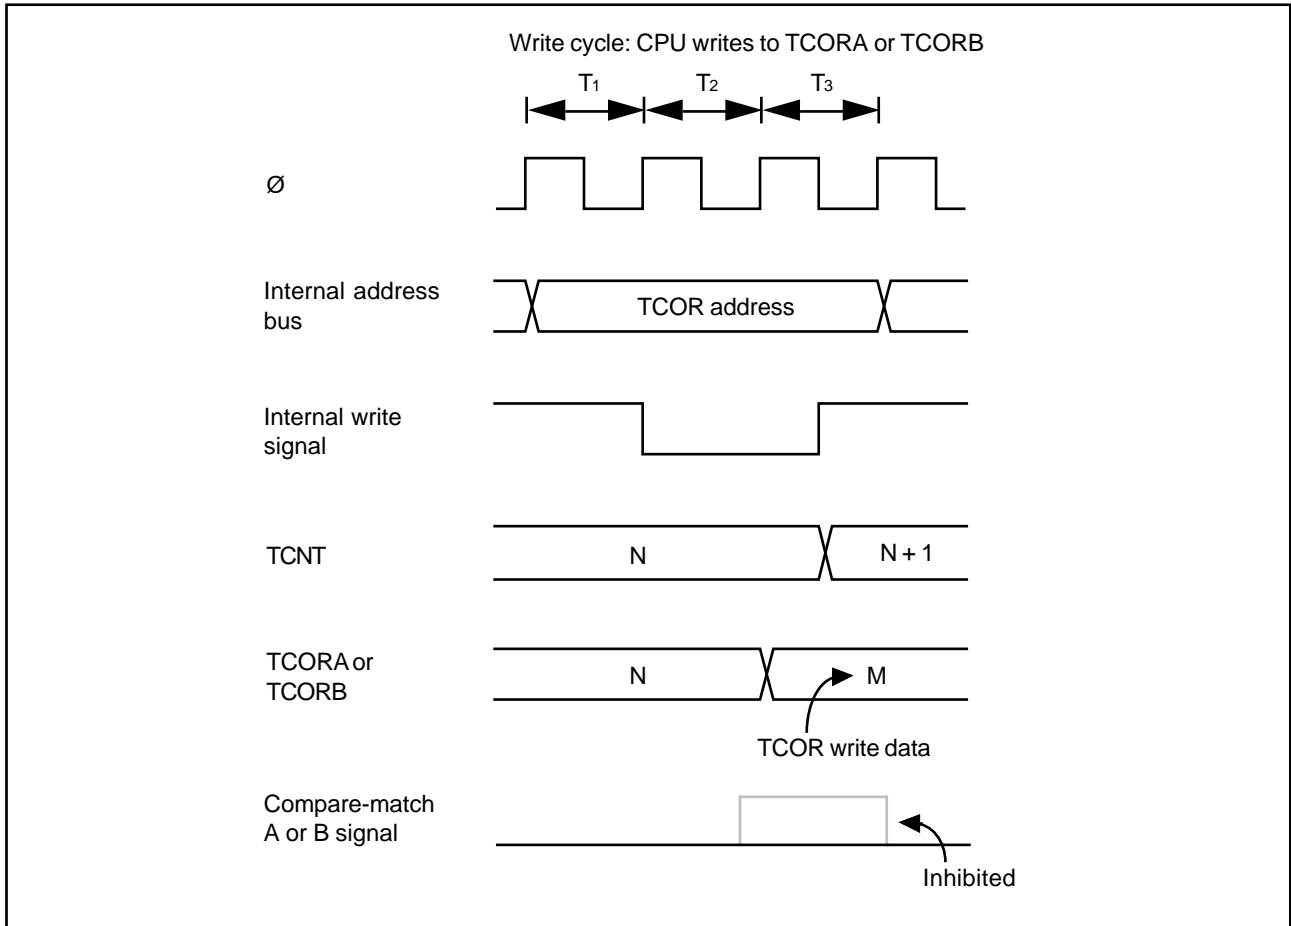 Write cycle: CPU writes to TCORA or TCORB
T1 T2 T3
Ø
Internal address
bus
TCOR address
Internal write
signal
TCNT
N
N + 1
TCORA or
TCORB
N
M
TCOR write data
Compare-match
A or B signal
Inhibited